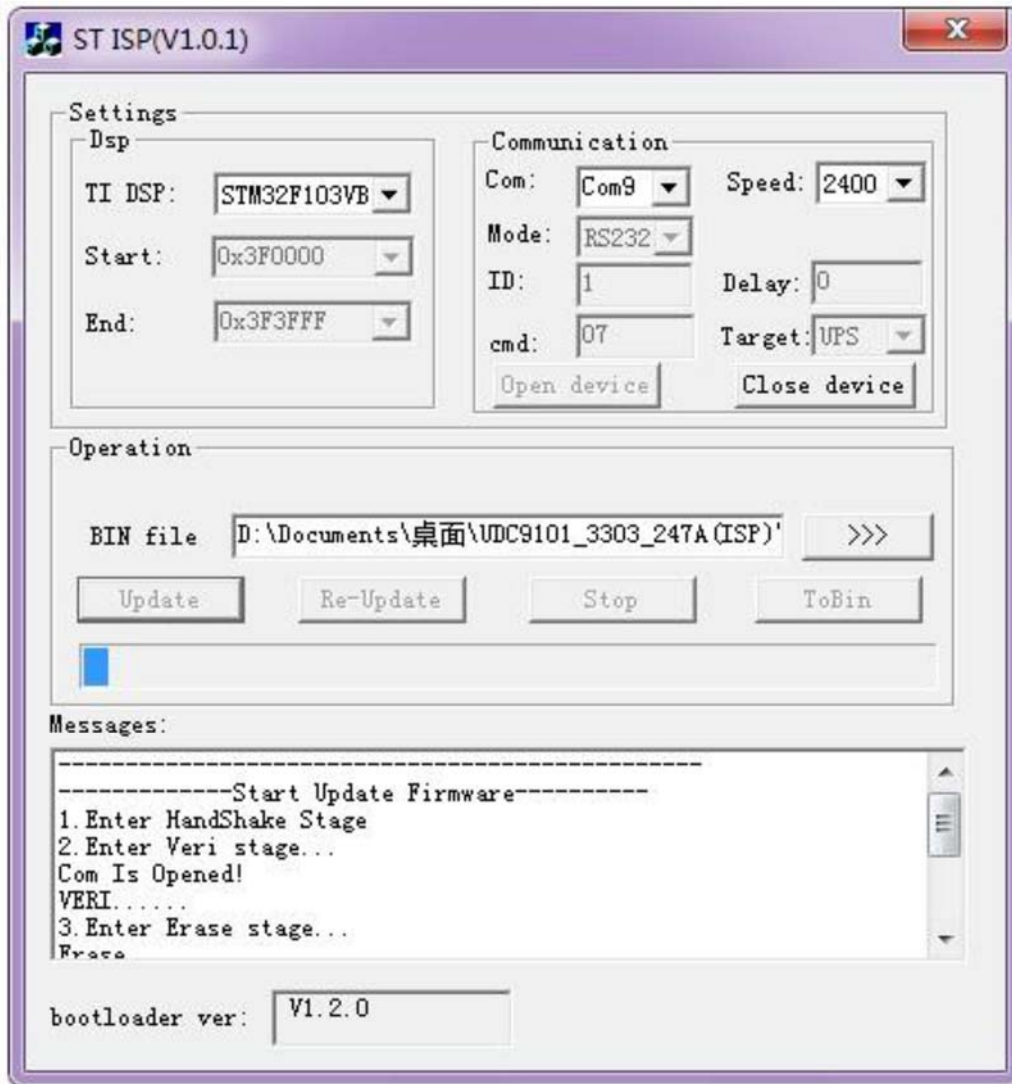 ST ISP(V1.0.1)
Settings
Dsp
TI DSP: STM32F103VB
Start: 0x3F0000
End: 0x3F3FFF
Communication
Com: Com9 Speed: 2400
Mode: RS232
ID: 1 Delay: 0
cmd: 07 Target: UPS
Open device Close device
Operation
BIN file D:\Documents\桌面\UDC9101_3303_247A(ISP)' >>>
Update Re-Update Stop ToBin
Messages:
------------------------------------------------
-------------Start Update Firmware----------
1.Enter HandShake Stage
2.Enter Veri stage...
Com Is Opened!
VERI......
3.Enter Erase stage...
Erase
bootloader ver: V1.2.0